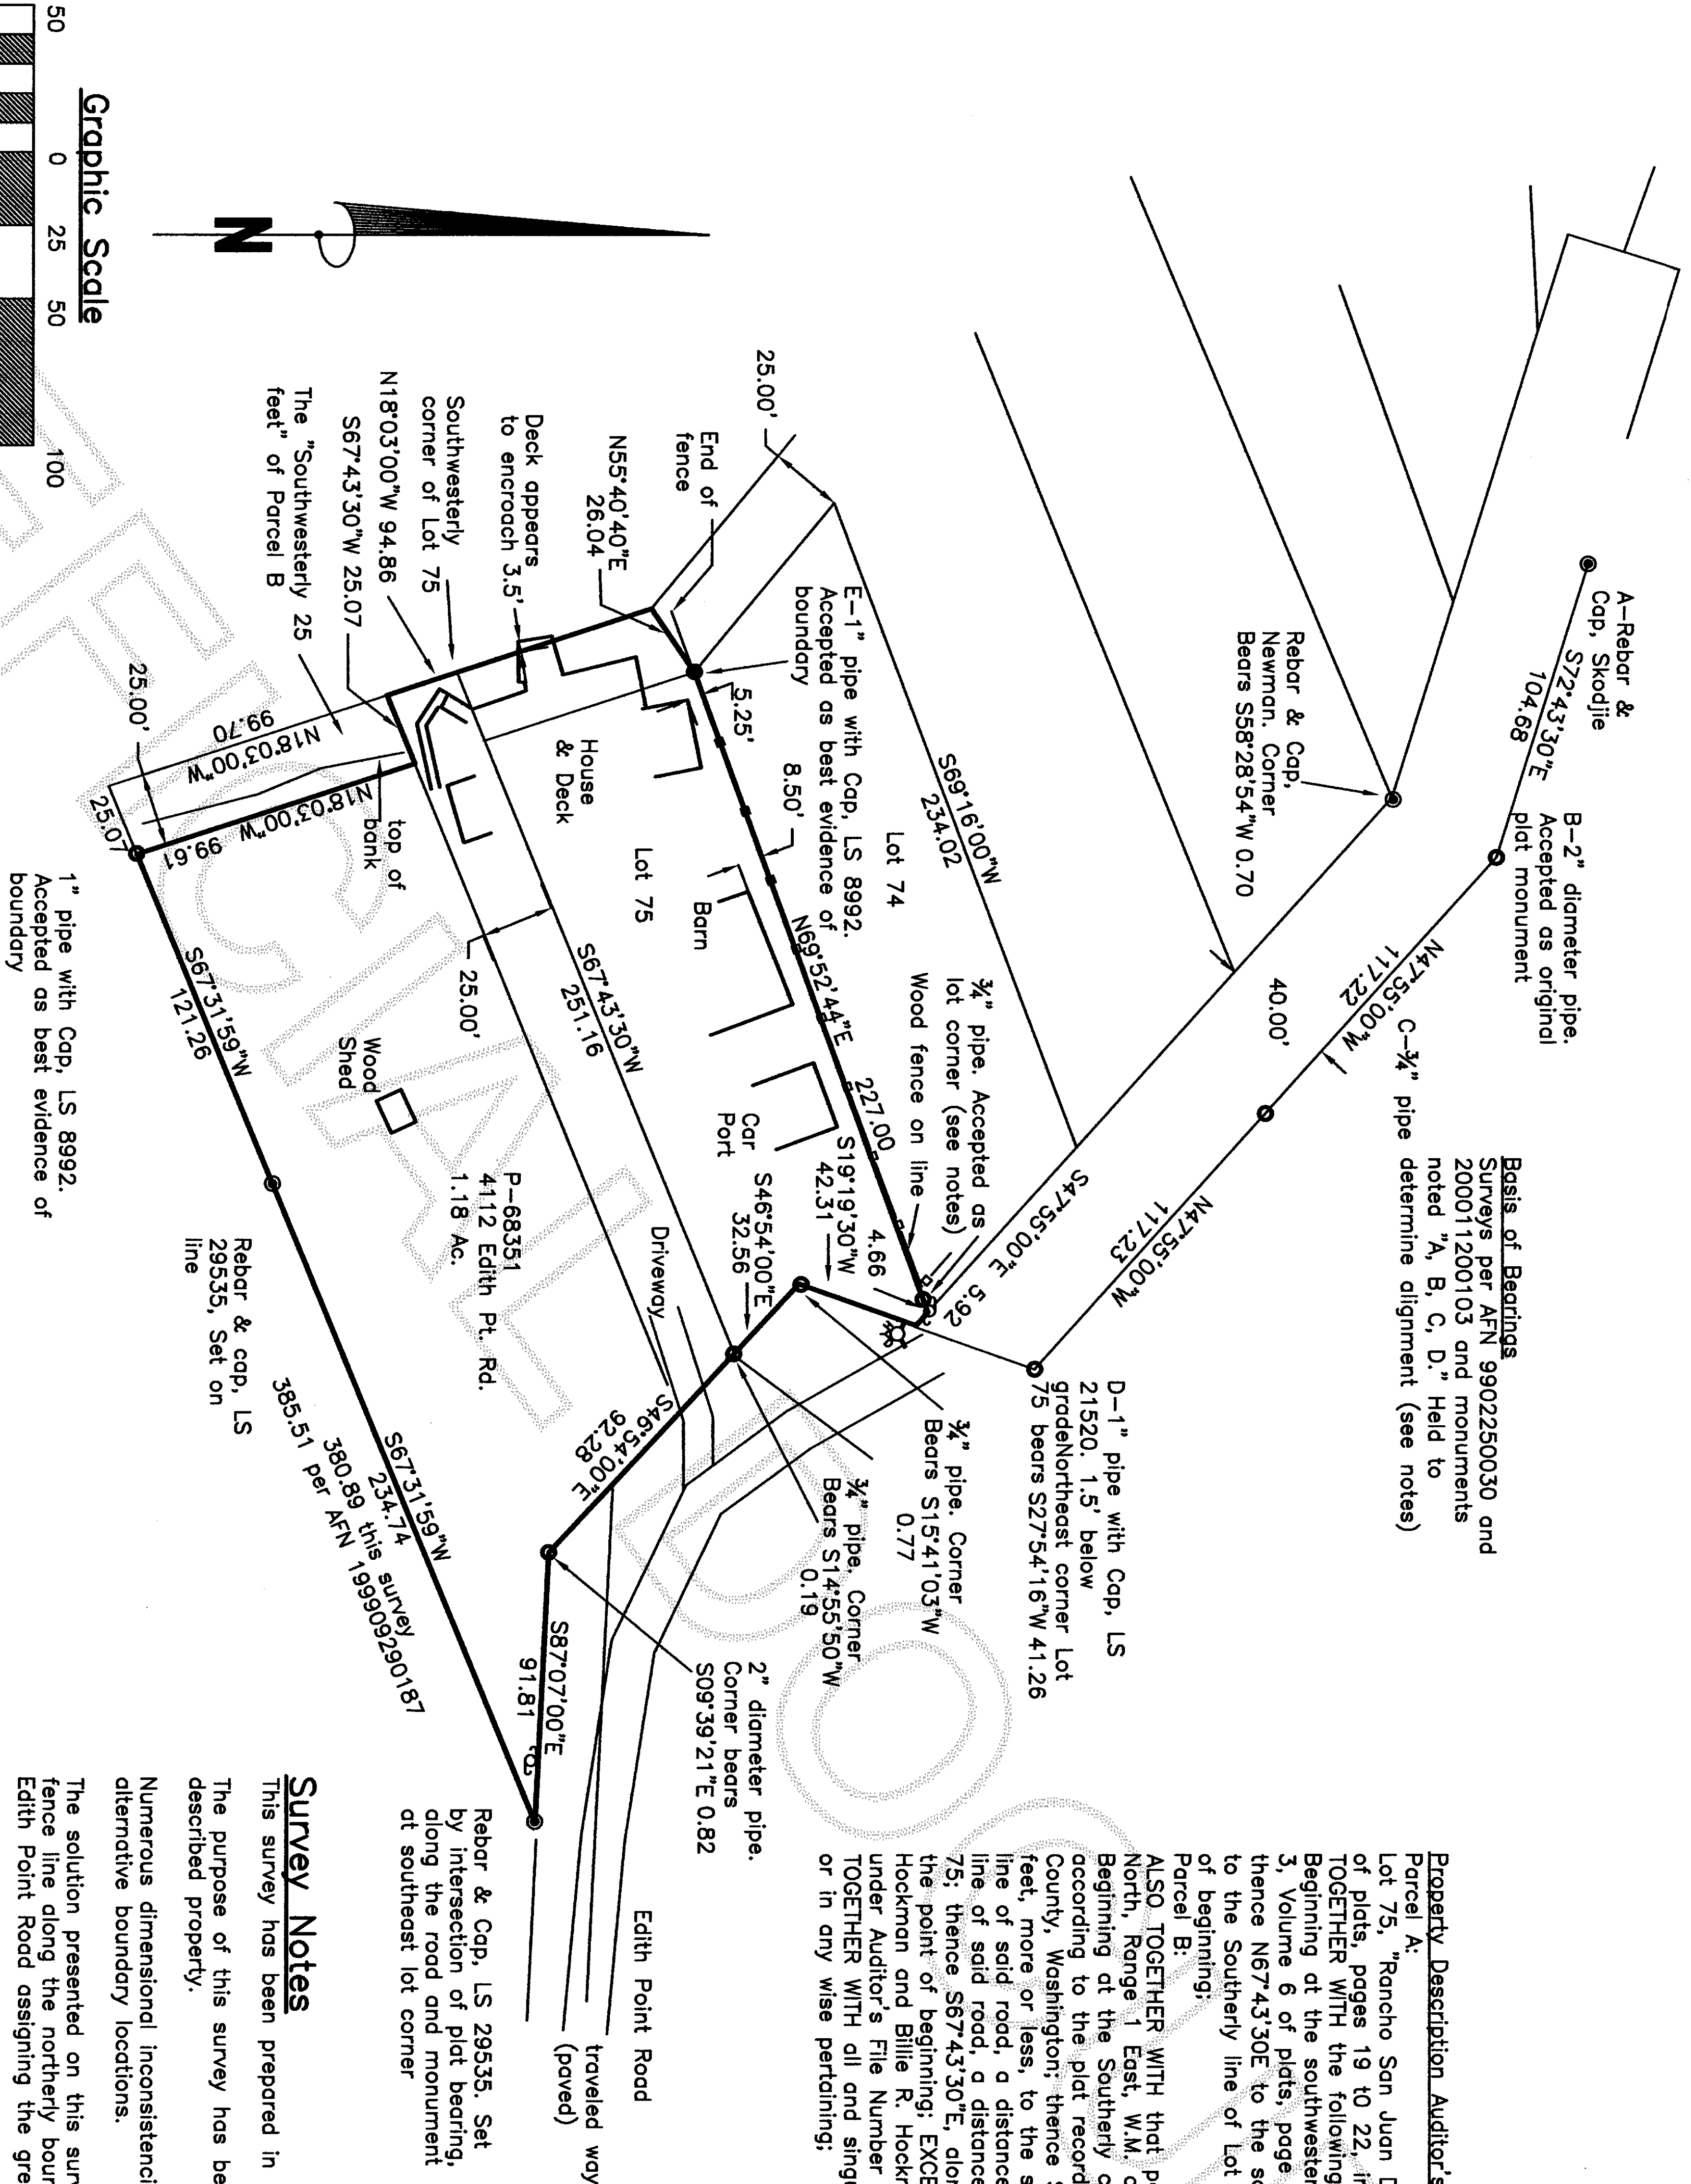 A-Rebar &
Cap, Skodjie
S72°43'30"E
104.68
B-2" diameter pipe.
Accepted as original
plat monument
N47°55'00"W
117.22
C-¾" pipe
40.00'
Rebar & Cap,
Newman. Corner
Bears S58°28'54"W 0.70
Basis of Bearings
Surveys per AFN 9902250030 and
200011200103 and monuments
noted "A, B, C, D." Held to
determine alignment (see notes)
N47°55'00"W
117.23
S47°55'00"E
5.92
D-1" pipe with Cap, LS
21520. 1.5' below
gradeNortheast corner Lot
75 bears S2754'16"W 41.26
S69°16'00"W
234.02
Lot 74
¾" pipe. Accepted as
lot corner (see notes)
Wood fence on line
E-1" pipe with Cap, LS 8992.
Accepted as best evidence of
boundary
25.00'
End of
fence
N55°40'40"E
26.04
Deck appears
to encroach 3.5'
Southwesterly
corner of Lot 75
N18°03'00"W 94.86
S67°43'30"W 25.07
The "Southwesterly 25
feet" of Parcel B
5.25'
8.50'
N69°52'44"E
227.00
4.66
S19°19'30"W
42.31
S46°54'00"E
32.56
House
& Deck
Lot 75
Barn
Car
Port
Driveway
¾" pipe. Corner
Bears S15°41'03"W
0.77
¾" pipe. Corner
Bears S14°55'50"W
0.19
2" diameter pipe.
Corner bears
S09°39'21"E 0.82
S67°43'30"W
251.16
25.00'
P-68351
4112 Edith Pt. Rd.
1.18 Ac.
Wood
Shed
top of
bank
N18°03'00"W
99.70
N18°03'00"W
99.61
25.00'
25.07
S67°31'59"W
121.26
1" pipe with Cap, LS 8992.
Accepted as best evidence of
boundary
Rebar & cap, LS
29535, Set on
line
S67°31'59"W
234.74
380.89 this survey
385.51 per AFN 199909290187
S46°54'00"E
92.28
S87°07'00"E
91.81
Rebar & Cap, LS 29535. Set
by intersection of plat bearing,
along the road and monument
at southeast lot corner
Edith Point Road
traveled way
(paved)
N
Graphic Scale
50 0 25 50 100
Property Description Auditor's
Parcel A:
Lot 75, "Rancho San Juan D
of plats, pages 19 to 22, in
TOGETHER WITH the following
Beginning at the southwester
3, Volume 6 of plats, page
thence N67°43'30E to the so
to the Southerly line of Lot
of beginning;
Parcel B:
ALSO TOGETHER WITH that p
North, Range 1 East, W.M. c
Beginning at the Southerly c
according to the plat record
County, Washington; thence S
feet, more or less, to the s
line of said road, a distance
line of said road, a distance
75; thence S67°43'30"E, alon
the point of beginning; EXCE
Hockman and Billie R. Hockr
under Auditor's File Number
TOGETHER WITH all and sing
or in any wise pertaining;
Survey Notes
This survey has been prepared in
The purpose of this survey has be
described property.
Numerous dimensional inconsistenci
alternative boundary locations.
The solution presented on this surv
fence line along the northerly boun
Edith Point Road assigning the gre